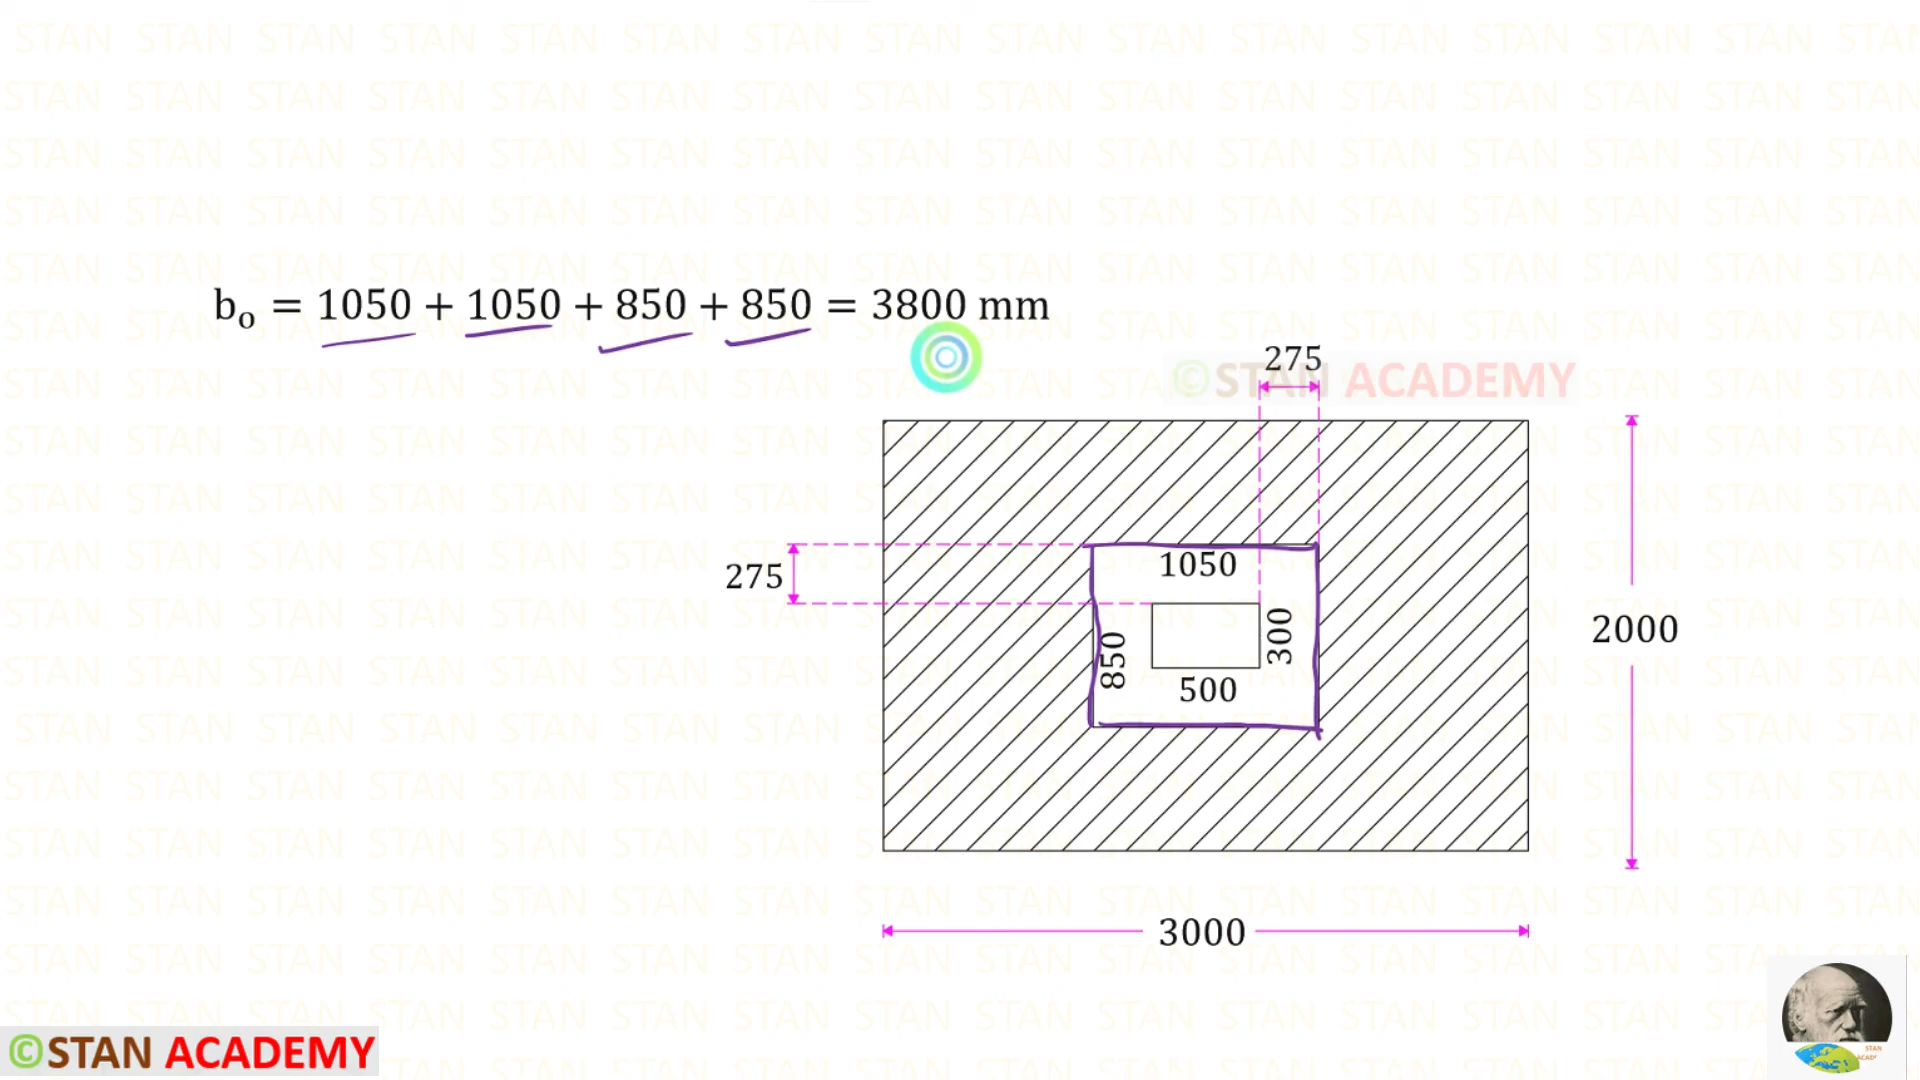 b₀ = 1050 + 1050 + 850 + 850 = 3800 mm
275
©STAN ACADEMY
275
1050
850
300
500
2000
3000
©STAN ACADEMY
STAN